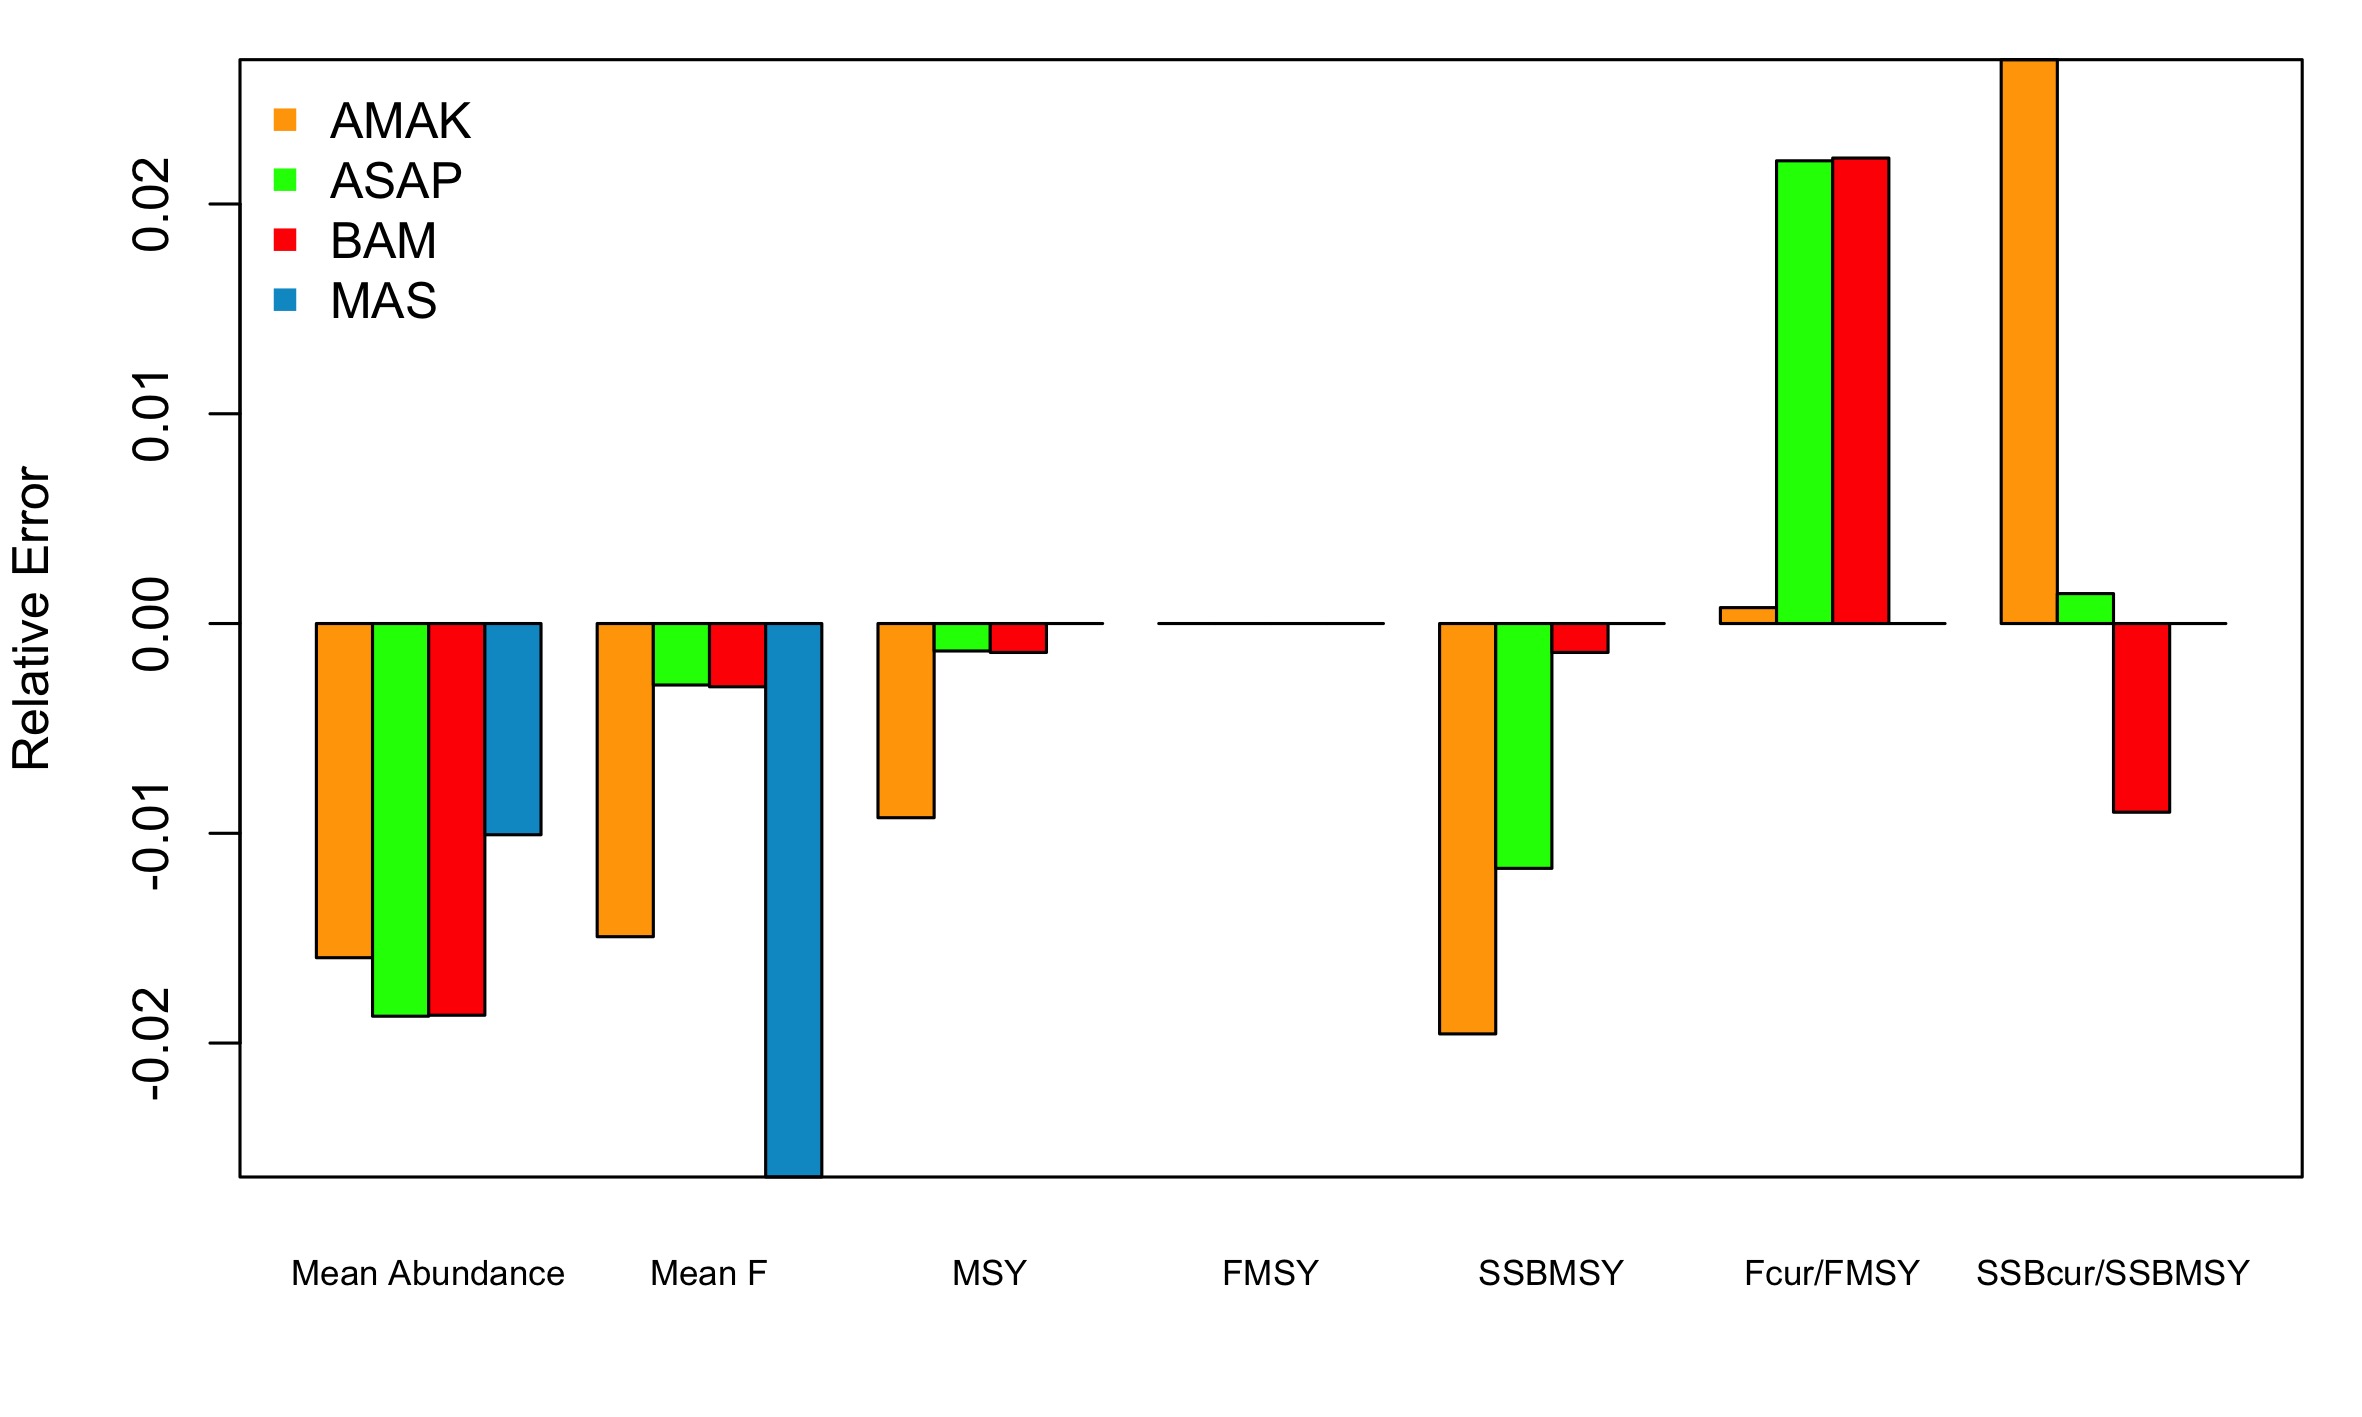 AMAK
ASAP
BAM
MAS
Relative Error
0.02
0.01
0.00
-0.01
-0.02
Mean Abundance
Mean F
MSY
FMSY
SSBMSY
Fcur/FMSY
SSBcur/SSBMSY